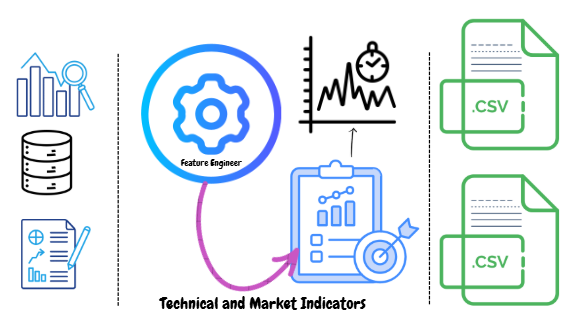 Feature Engineer
Technical and Market Indicators
.CSV
.CSV